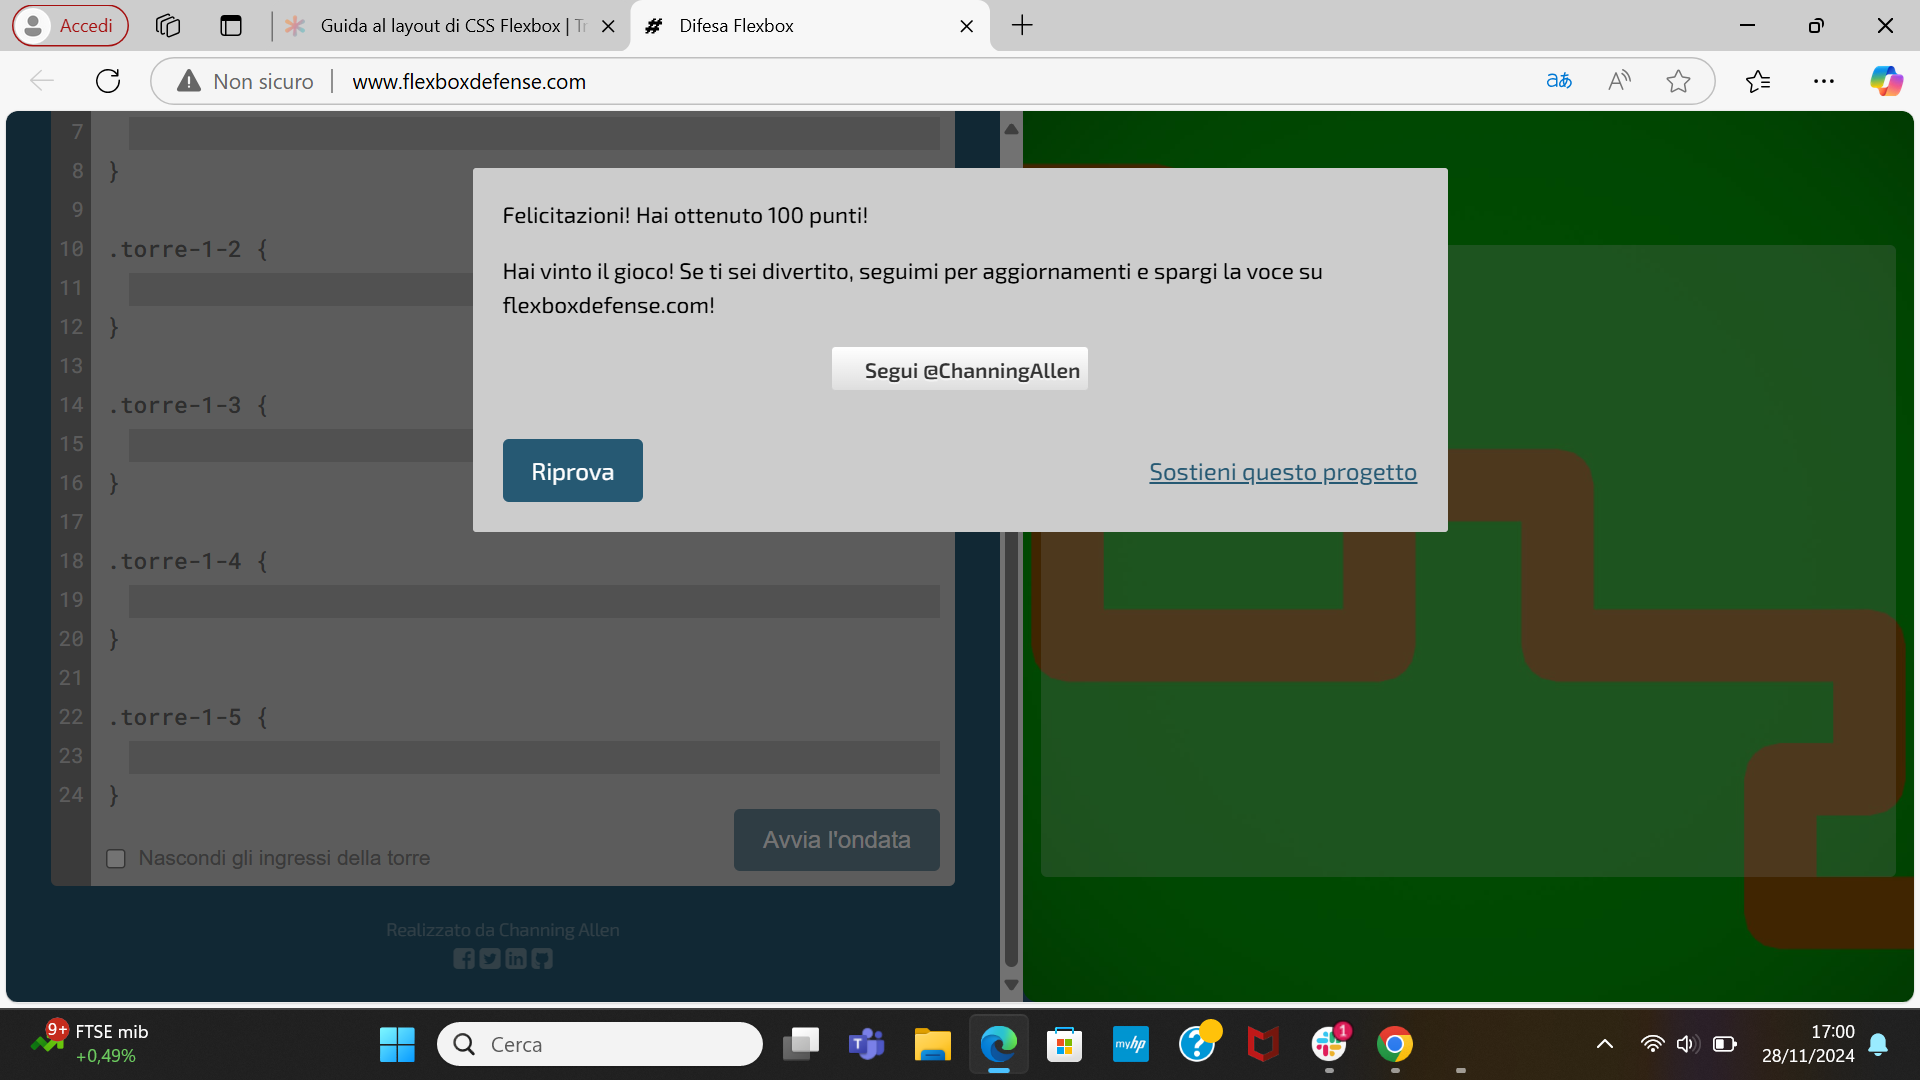 Accedi
Guida al layout di CSS Flexbox | Tr
Difesa Flexbox
Non sicuro
www.flexboxdefense.com
aあ
A
7
8 }
9
10 .torre-1-2 {
11
12 }
13
14 .torre-1-3 {
15
16 }
17
18 .torre-1-4 {
19
20 }
21
22 .torre-1-5 {
23
24 }
Nascondi gli ingressi della torre
Avvia l'ondata
Realizzato da Channing Allen
Felicitazioni! Hai ottenuto 100 punti!
Hai vinto il gioco! Se ti sei divertito, seguimi per aggiornamenti e spargi la voce su
flexboxdefense.com!
Segui @ChanningAllen
Riprova
Sostieni questo progetto
9+
FTSE mib
+0,49%
Cerca
T
myhp
?
1
17:00
28/11/2024